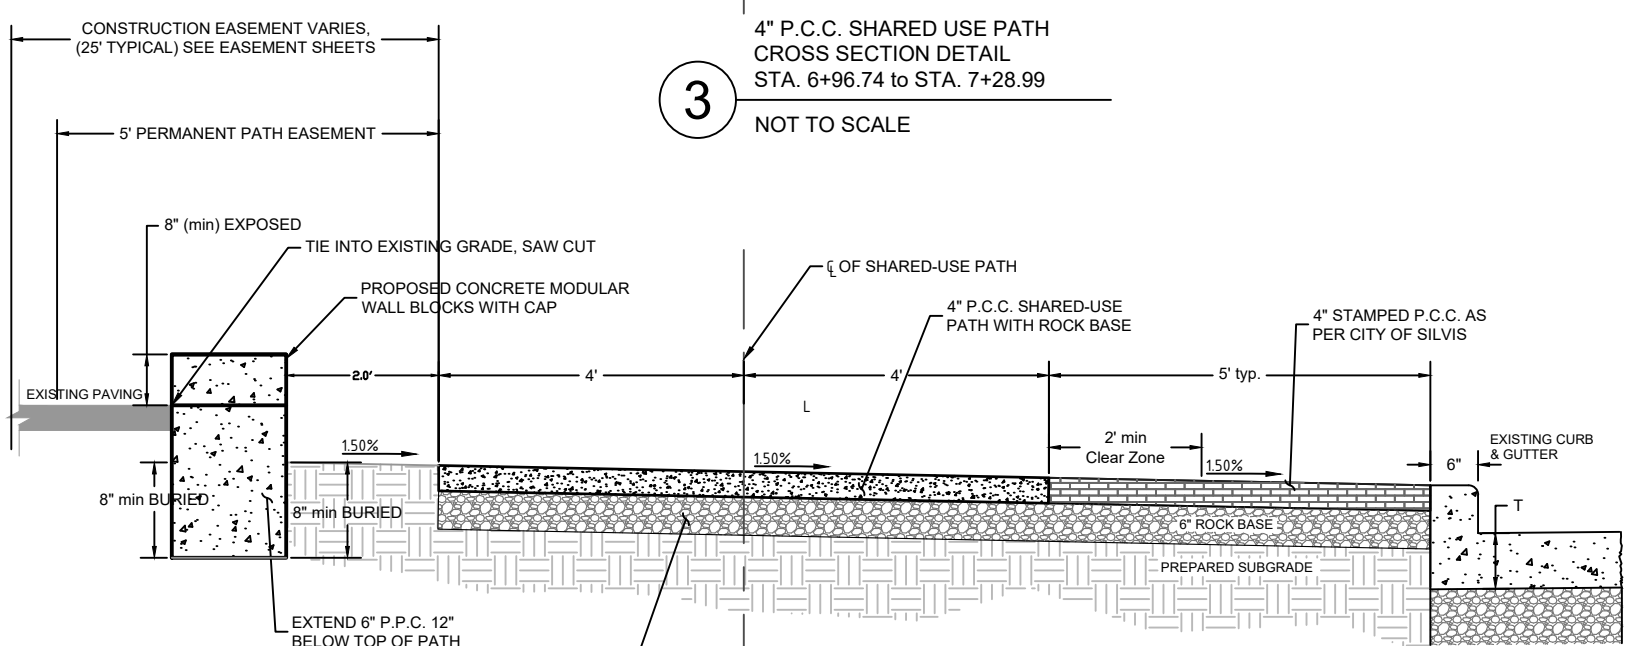 CONSTRUCTION EASEMENT VARIES,
(25' TYPICAL) SEE EASEMENT SHEETS
3
4" P.C.C. SHARED USE PATH
CROSS SECTION DETAIL
STA. 6+96.74 to STA. 7+28.99
NOT TO SCALE
5' PERMANENT PATH EASEMENT
8" (min) EXPOSED
TIE INTO EXISTING GRADE, SAW CUT
PROPOSED CONCRETE MODULAR
WALL BLOCKS WITH CAP
℄ OF SHARED-USE PATH
4" P.C.C. SHARED-USE
PATH WITH ROCK BASE
4" STAMPED P.C.C. AS
PER CITY OF SILVIS
EXISTING PAVING
2.0'
4'
4'
5' typ.
L
1.50%
1.50%
2' min
Clear Zone
1.50%
6"
EXISTING CURB
& GUTTER
8" min BURIED
8" min BURIED
T
6" ROCK BASE
PREPARED SUBGRADE
EXTEND 6" P.P.C. 12"
BELOW TOP OF PATH